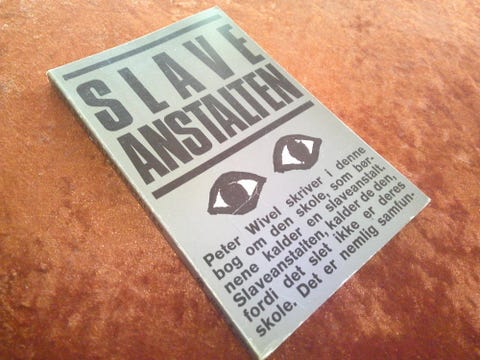 SLAVE
ANSTALTEN
Peter Wivel skriver i denne
bog om den skole, som bør-
nene kalder en slaveanstalt.
Slaveanstalten, kalder de den,
fordi det slet ikke er deres
skole. Det er nemlig samfun-